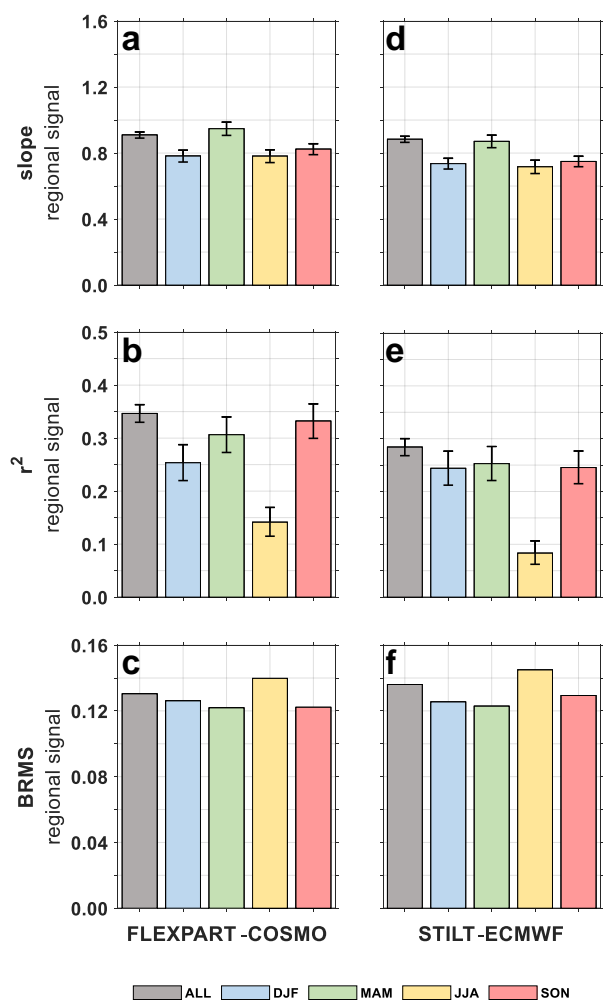 a
d
1.6
1.2
0.8
0.4
0.0
slope
regional signal
b
e
0.5
0.4
0.3
0.2
0.1
0.0
r²
regional signal
c
f
0.16
0.12
0.08
0.04
0.00
BRMS
regional signal
FLEXPART -COSMO
STILT -ECMWF
ALL DJF MAM JJA SON